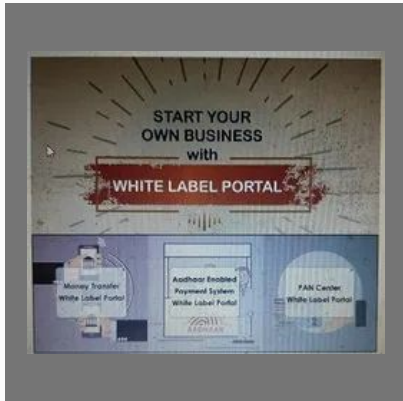 START YOUR
OWN BUSINESS
with
WHITE LABEL PORTAL
Money Transfer
White Label Portal
Aadhaar Enabled
Payment System
White Label Portal
AADHAAR
PAN Center
White Label Portal